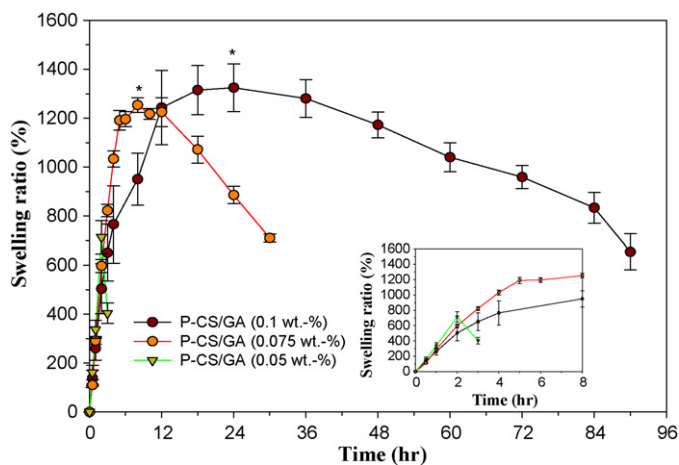 1600
1400
1200
1000
800
600
400
200
0
Swelling ratio (%)
* *
P-CS/GA (0.1 wt.-%)
P-CS/GA (0.075 wt.-%)
P-CS/GA (0.05 wt.-%)
0 12 24 36 48 60 72 84 96
Time (hr)
1600
1400
1200
1000
800
600
400
200
0
Swelling ratio (%)
0 2 4 6 8
Time (hr)